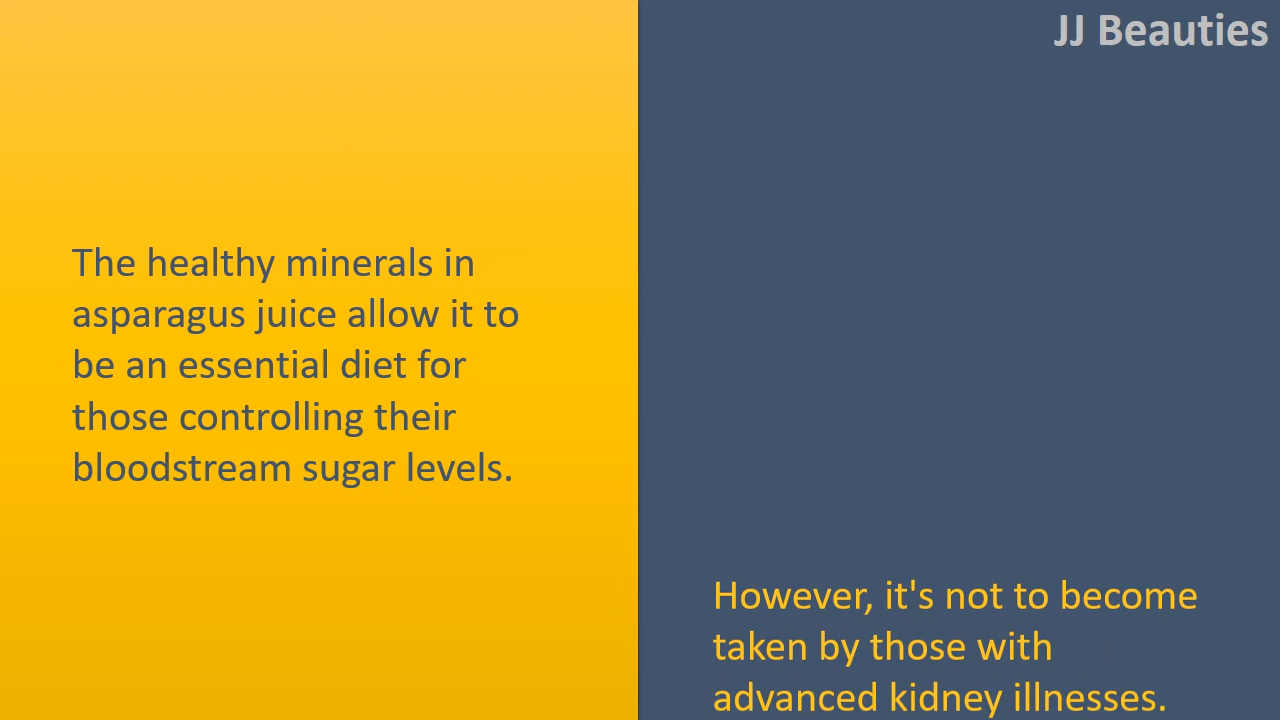 JJ Beauties
The healthy minerals in
asparagus juice allow it to
be an essential diet for
those controlling their
bloodstream sugar levels.
However, it's not to become
taken by those with
advanced kidney illnesses.